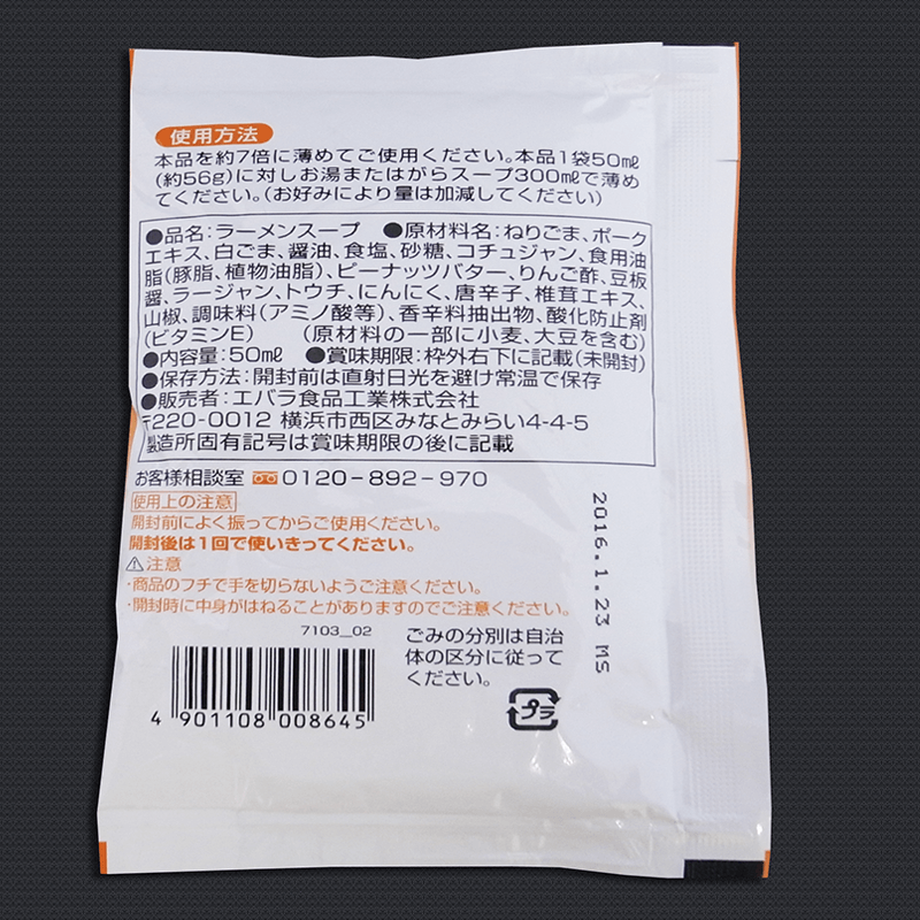 使用方法
本品を約7倍に薄めてご使用ください。本品1袋50㎖
(約56g)に対しお湯またはがらスープ300㎖で薄め
てください。(お好みにより量は加減してください)
●品名:ラーメンスープ ●原材料名:ねりごま、ポーク
エキス、白ごま、醤油、食塩、砂糖、コチュジャン、食用油
脂(豚脂、植物油脂)、ピーナッツバター、りんご酢、豆板
醤、ラージャン、トウチ、にんにく、唐辛子、椎茸エキス、
山椒、調味料(アミノ酸等)、香辛料抽出物、酸化防止剤
(ビタミンE) (原材料の一部に小麦、大豆を含む)
●内容量:50㎖ ●賞味期限:枠外右下に記載(未開封)
●保存方法:開封前は直射日光を避け常温で保存
●販売者:エバラ食品工業株式会社
〒220-0012 横浜市西区みなとみらい4-4-5
製造所固有記号は賞味期限の後に記載
お客様相談室 0120-892-970
使用上の注意
開封前によく振ってからご使用ください。
開封後は1回で使いきってください。
⚠注意
・商品のフチで手を切らないようご注意ください。
・開封時に中身がはねることがありますのでご注意ください。
7103_02
4 901108 008645
ごみの分別は自治
体の区分に従って
ください。
プラ
2016.1.23 MS